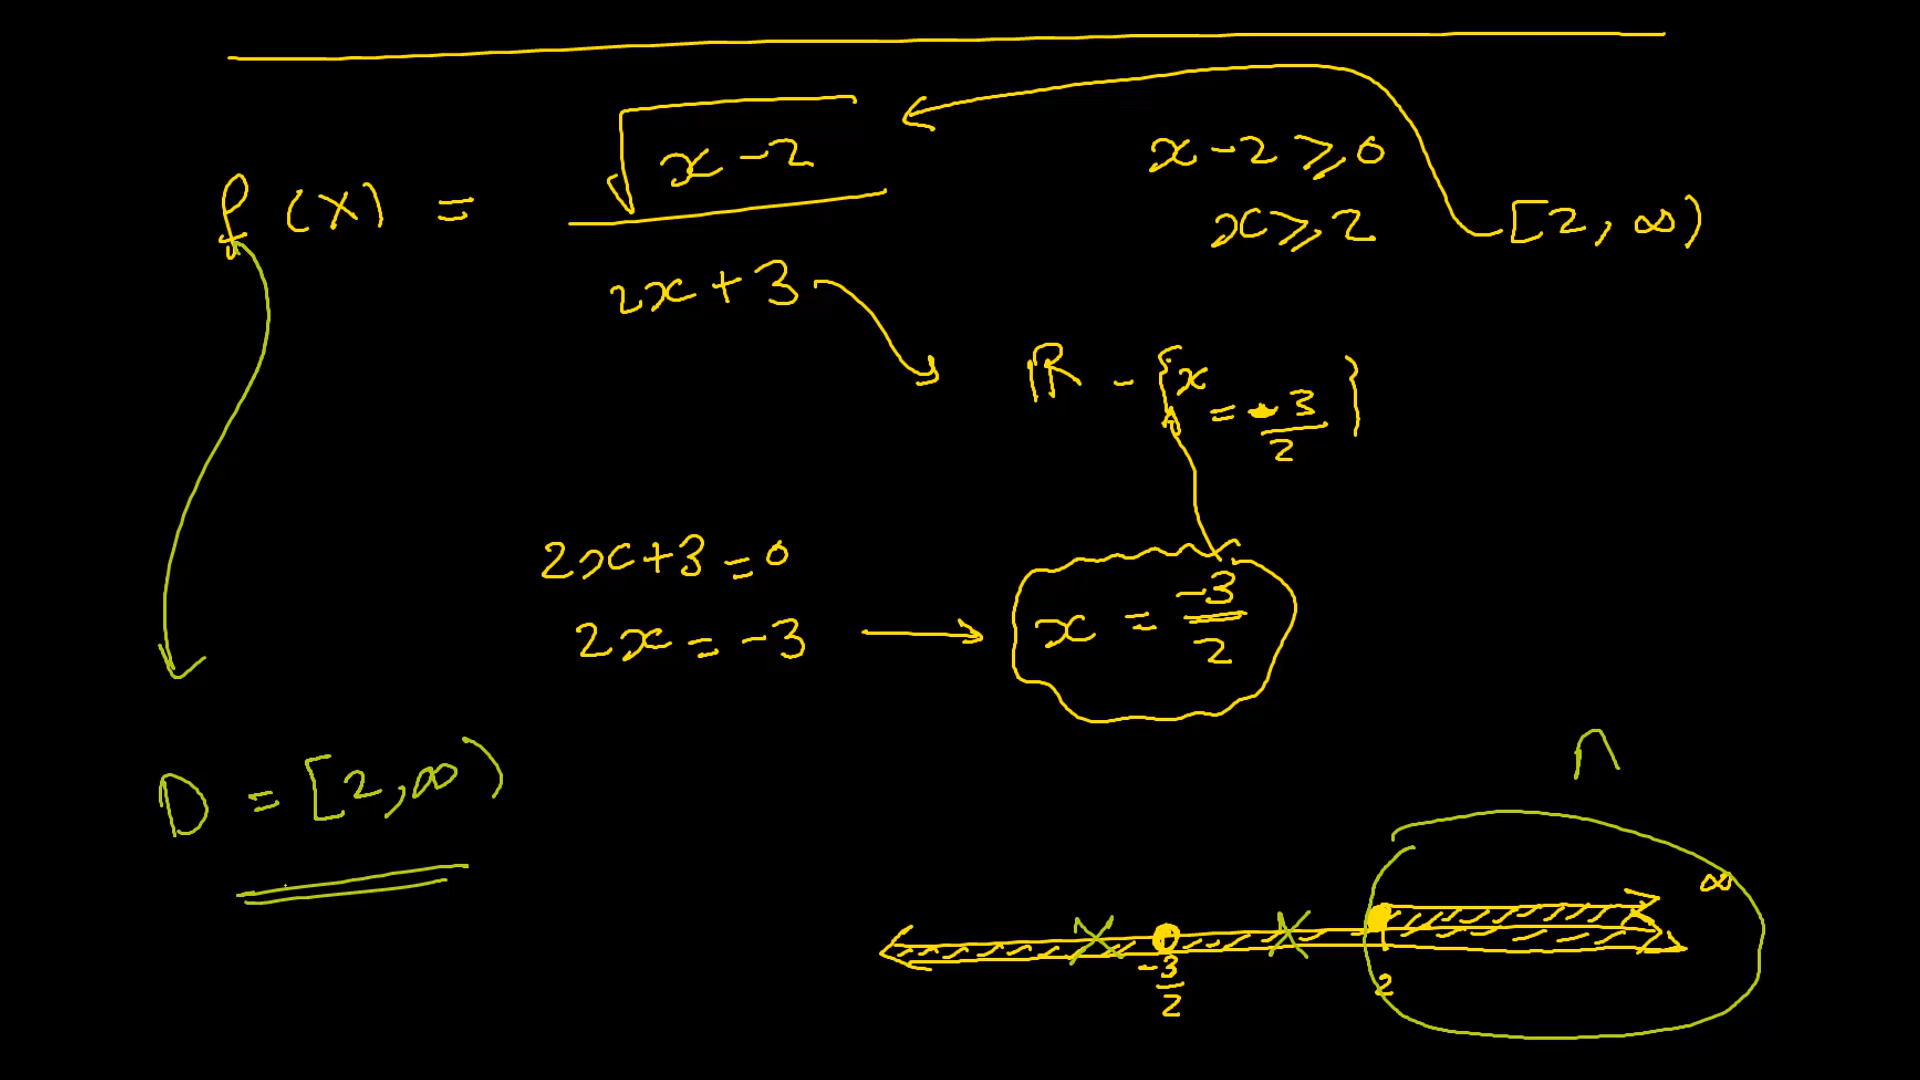 f(x) = √(x-2) / (2x+3)
x-2 ≥ 0
x ≥ 2
[2, ∞)
ℝ - {x = -3/2}
2x+3 = 0
2x = -3 → x = -3/2
D = [2, ∞)
∩
∞
-3/2
2